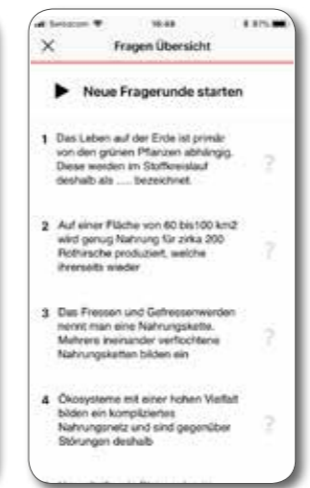 Swisscom 16:48 87%
Fragen Übersicht
Neue Fragerunde starten
1 Das Leben auf der Erde ist primär
von den grünen Pflanzen abhängig.
Diese werden im Stoffkreislauf
deshalb als ..... bezeichnet.
?
2 Auf einer Fläche von 60 bis100 km2
wird genug Nahrung für zirka 200
Rothirsche produziert, welche
ihrerseits wieder
?
3 Das Fressen und Gefressenwerden
nennt man eine Nahrungskette.
Mehrere ineinander verflochtene
Nahrungsketten bilden ein
?
4 Ökosysteme mit einer hohen Vielfalt
bilden ein kompliziertes
Nahrungsnetz und sind gegenüber
Störungen deshalb
?